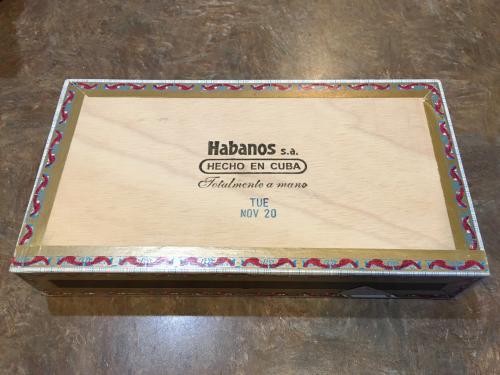 Habanos s.a.
HECHO EN CUBA
Totalmente a mano
TUE
NOV 20